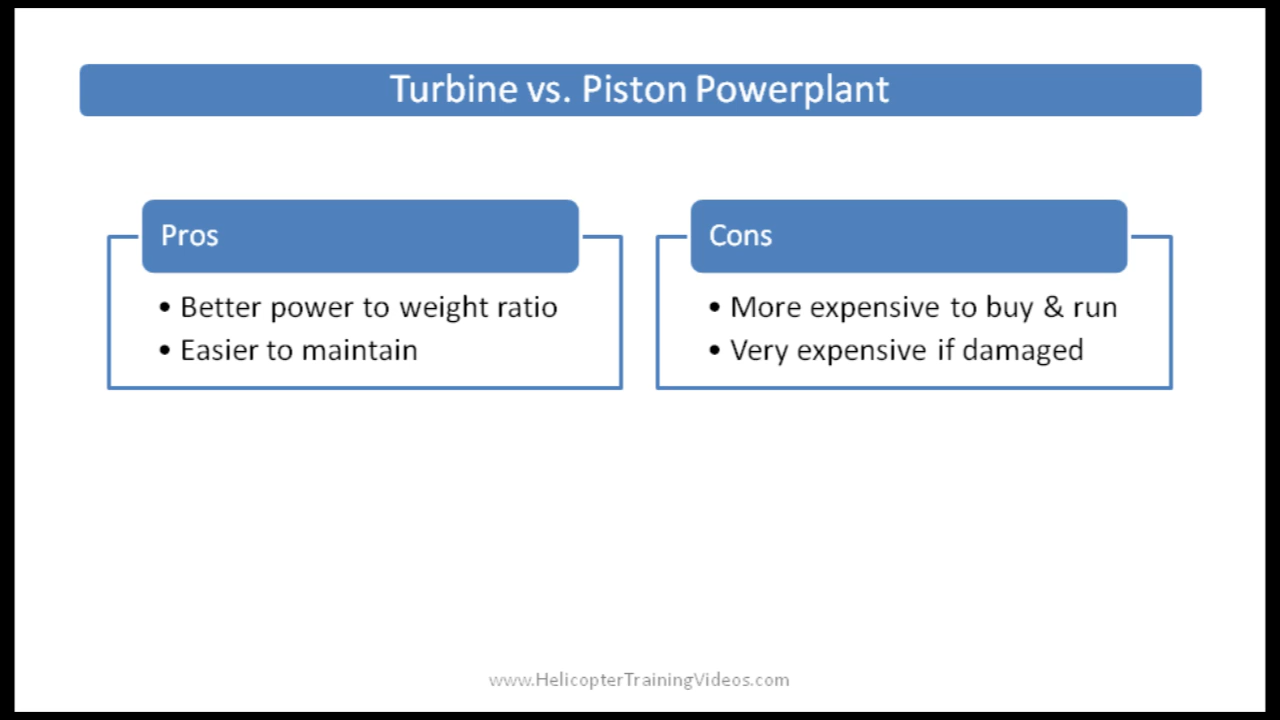 Turbine vs. Piston Powerplant
Pros
• Better power to weight ratio
• Easier to maintain
Cons
• More expensive to buy & run
• Very expensive if damaged
www.HelicopterTrainingVideos.com